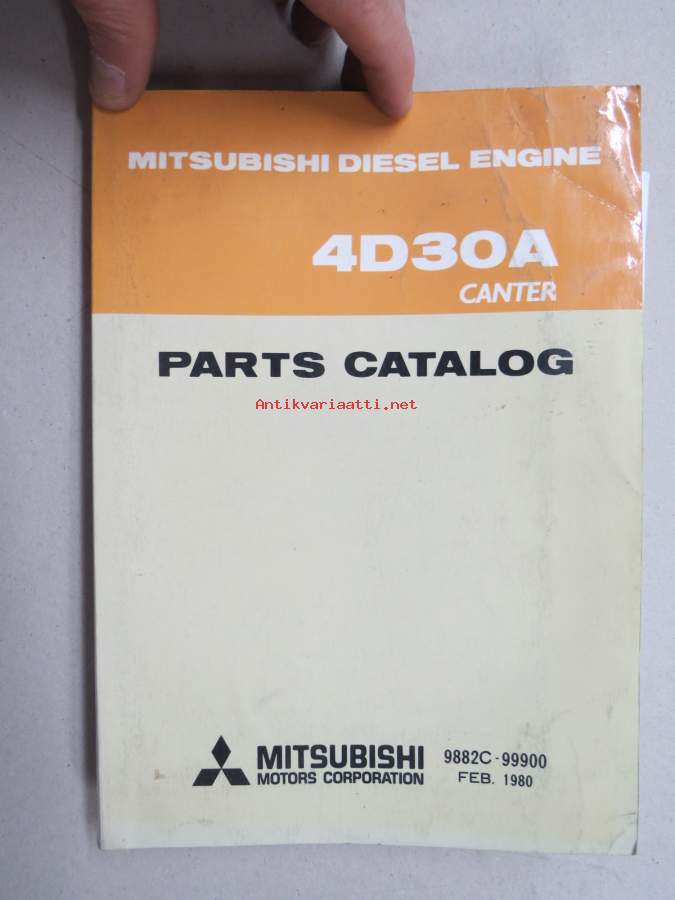 MITSUBISHI DIESEL ENGINE
4D30A
CANTER
PARTS CATALOG
Antikvariaatti.net
MITSUBISHI 9882C-99900
MOTORS CORPORATION FEB. 1980